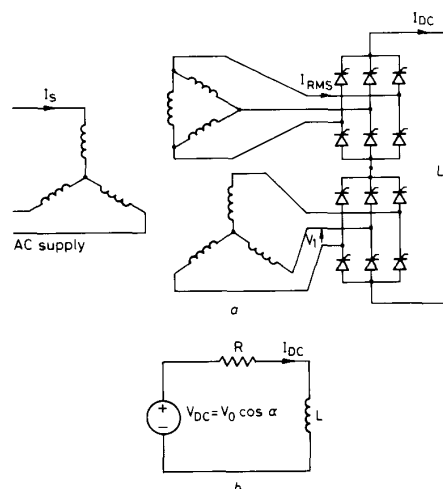 I_DC
I_S
I_RMS
AC supply
V_1
a
R
I_DC
+
−
V_DC = V_0 cos α
L
b